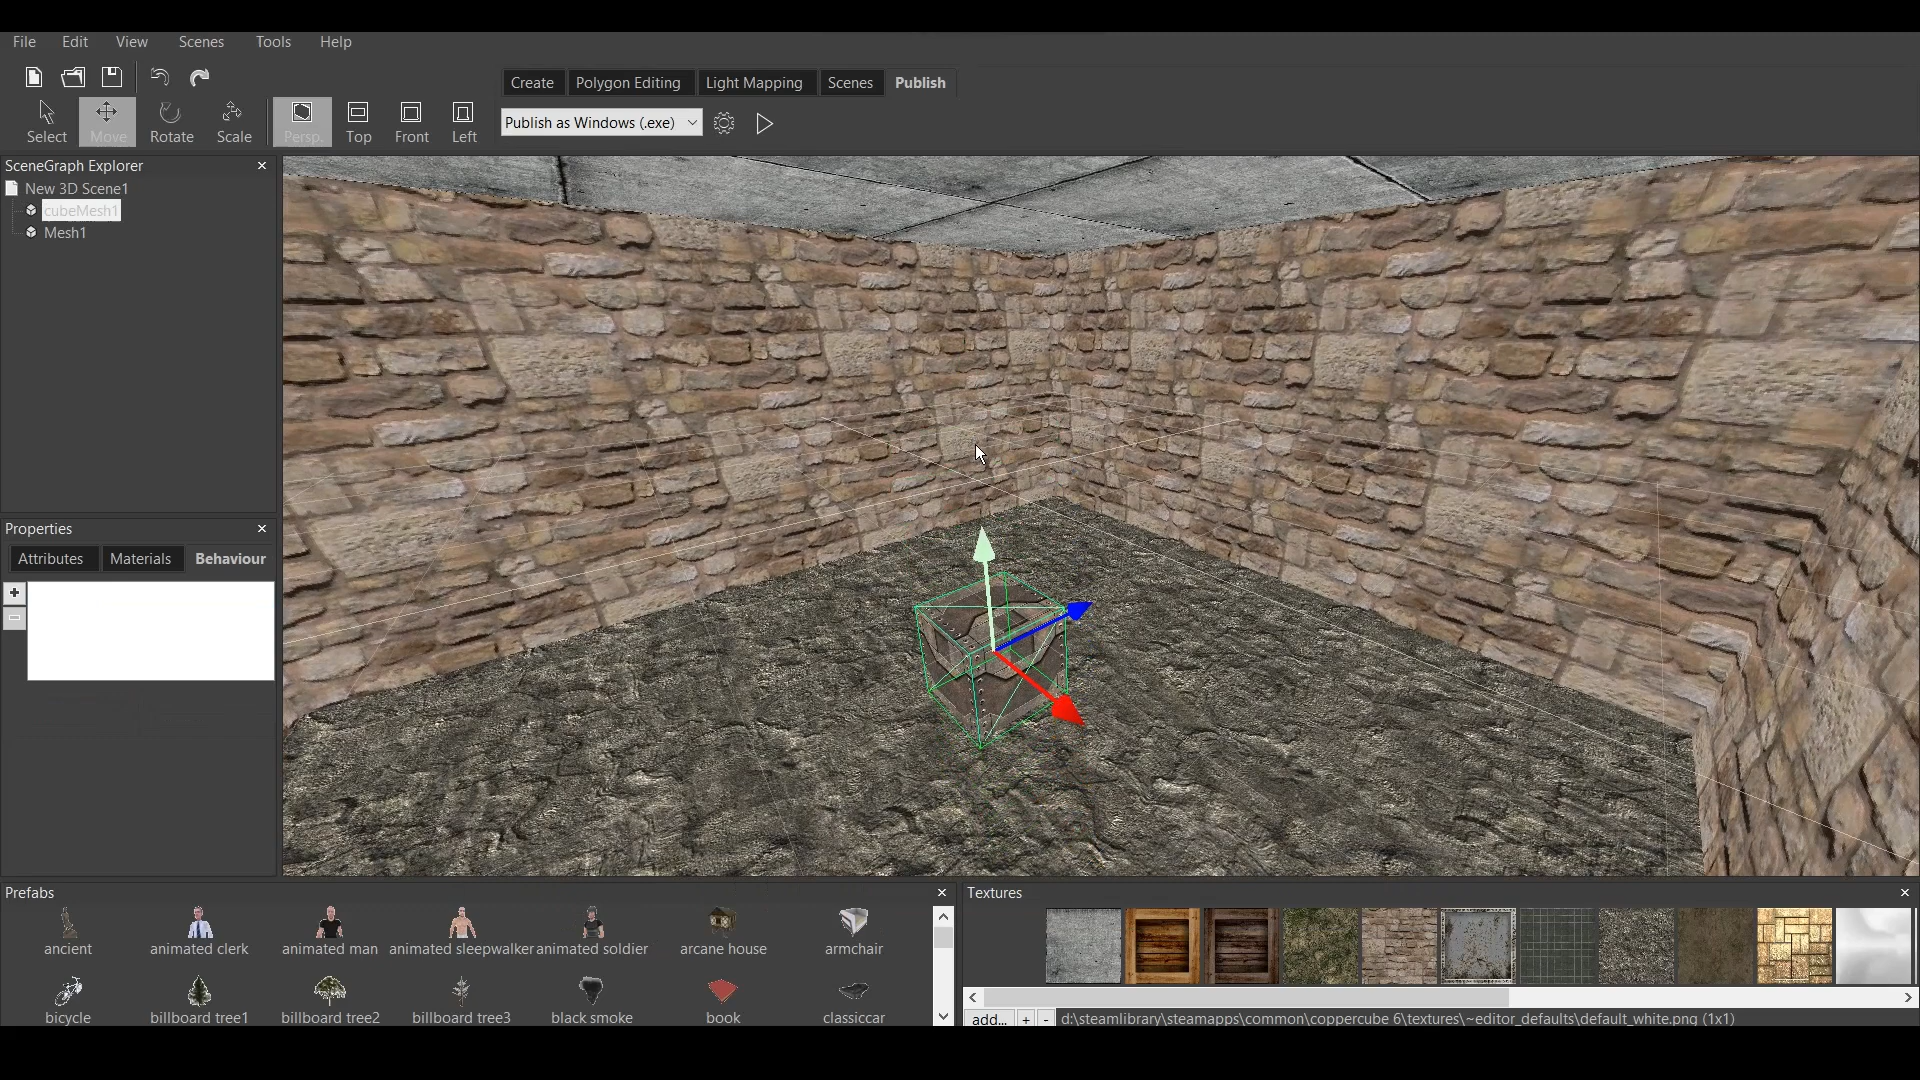 File Edit View Scenes Tools Help
Create Polygon Editing Light Mapping Scenes Publish
Select Move Rotate Scale Persp. Top Front Left
Publish as Windows (.exe)
SceneGraph Explorer
New 3D Scene1
cubeMesh1
Mesh1
Properties
Attributes Materials Behaviour
Prefabs
ancient animated clerk animated man animated sleepwalker animated soldier arcane house armchair
bicycle billboard tree1 billboard tree2 billboard tree3 black smoke book classiccar
Textures
add... + - d:\steamlibrary\steamapps\common\coppercube 6\textures\~editor_defaults\default_white.png (1x1)